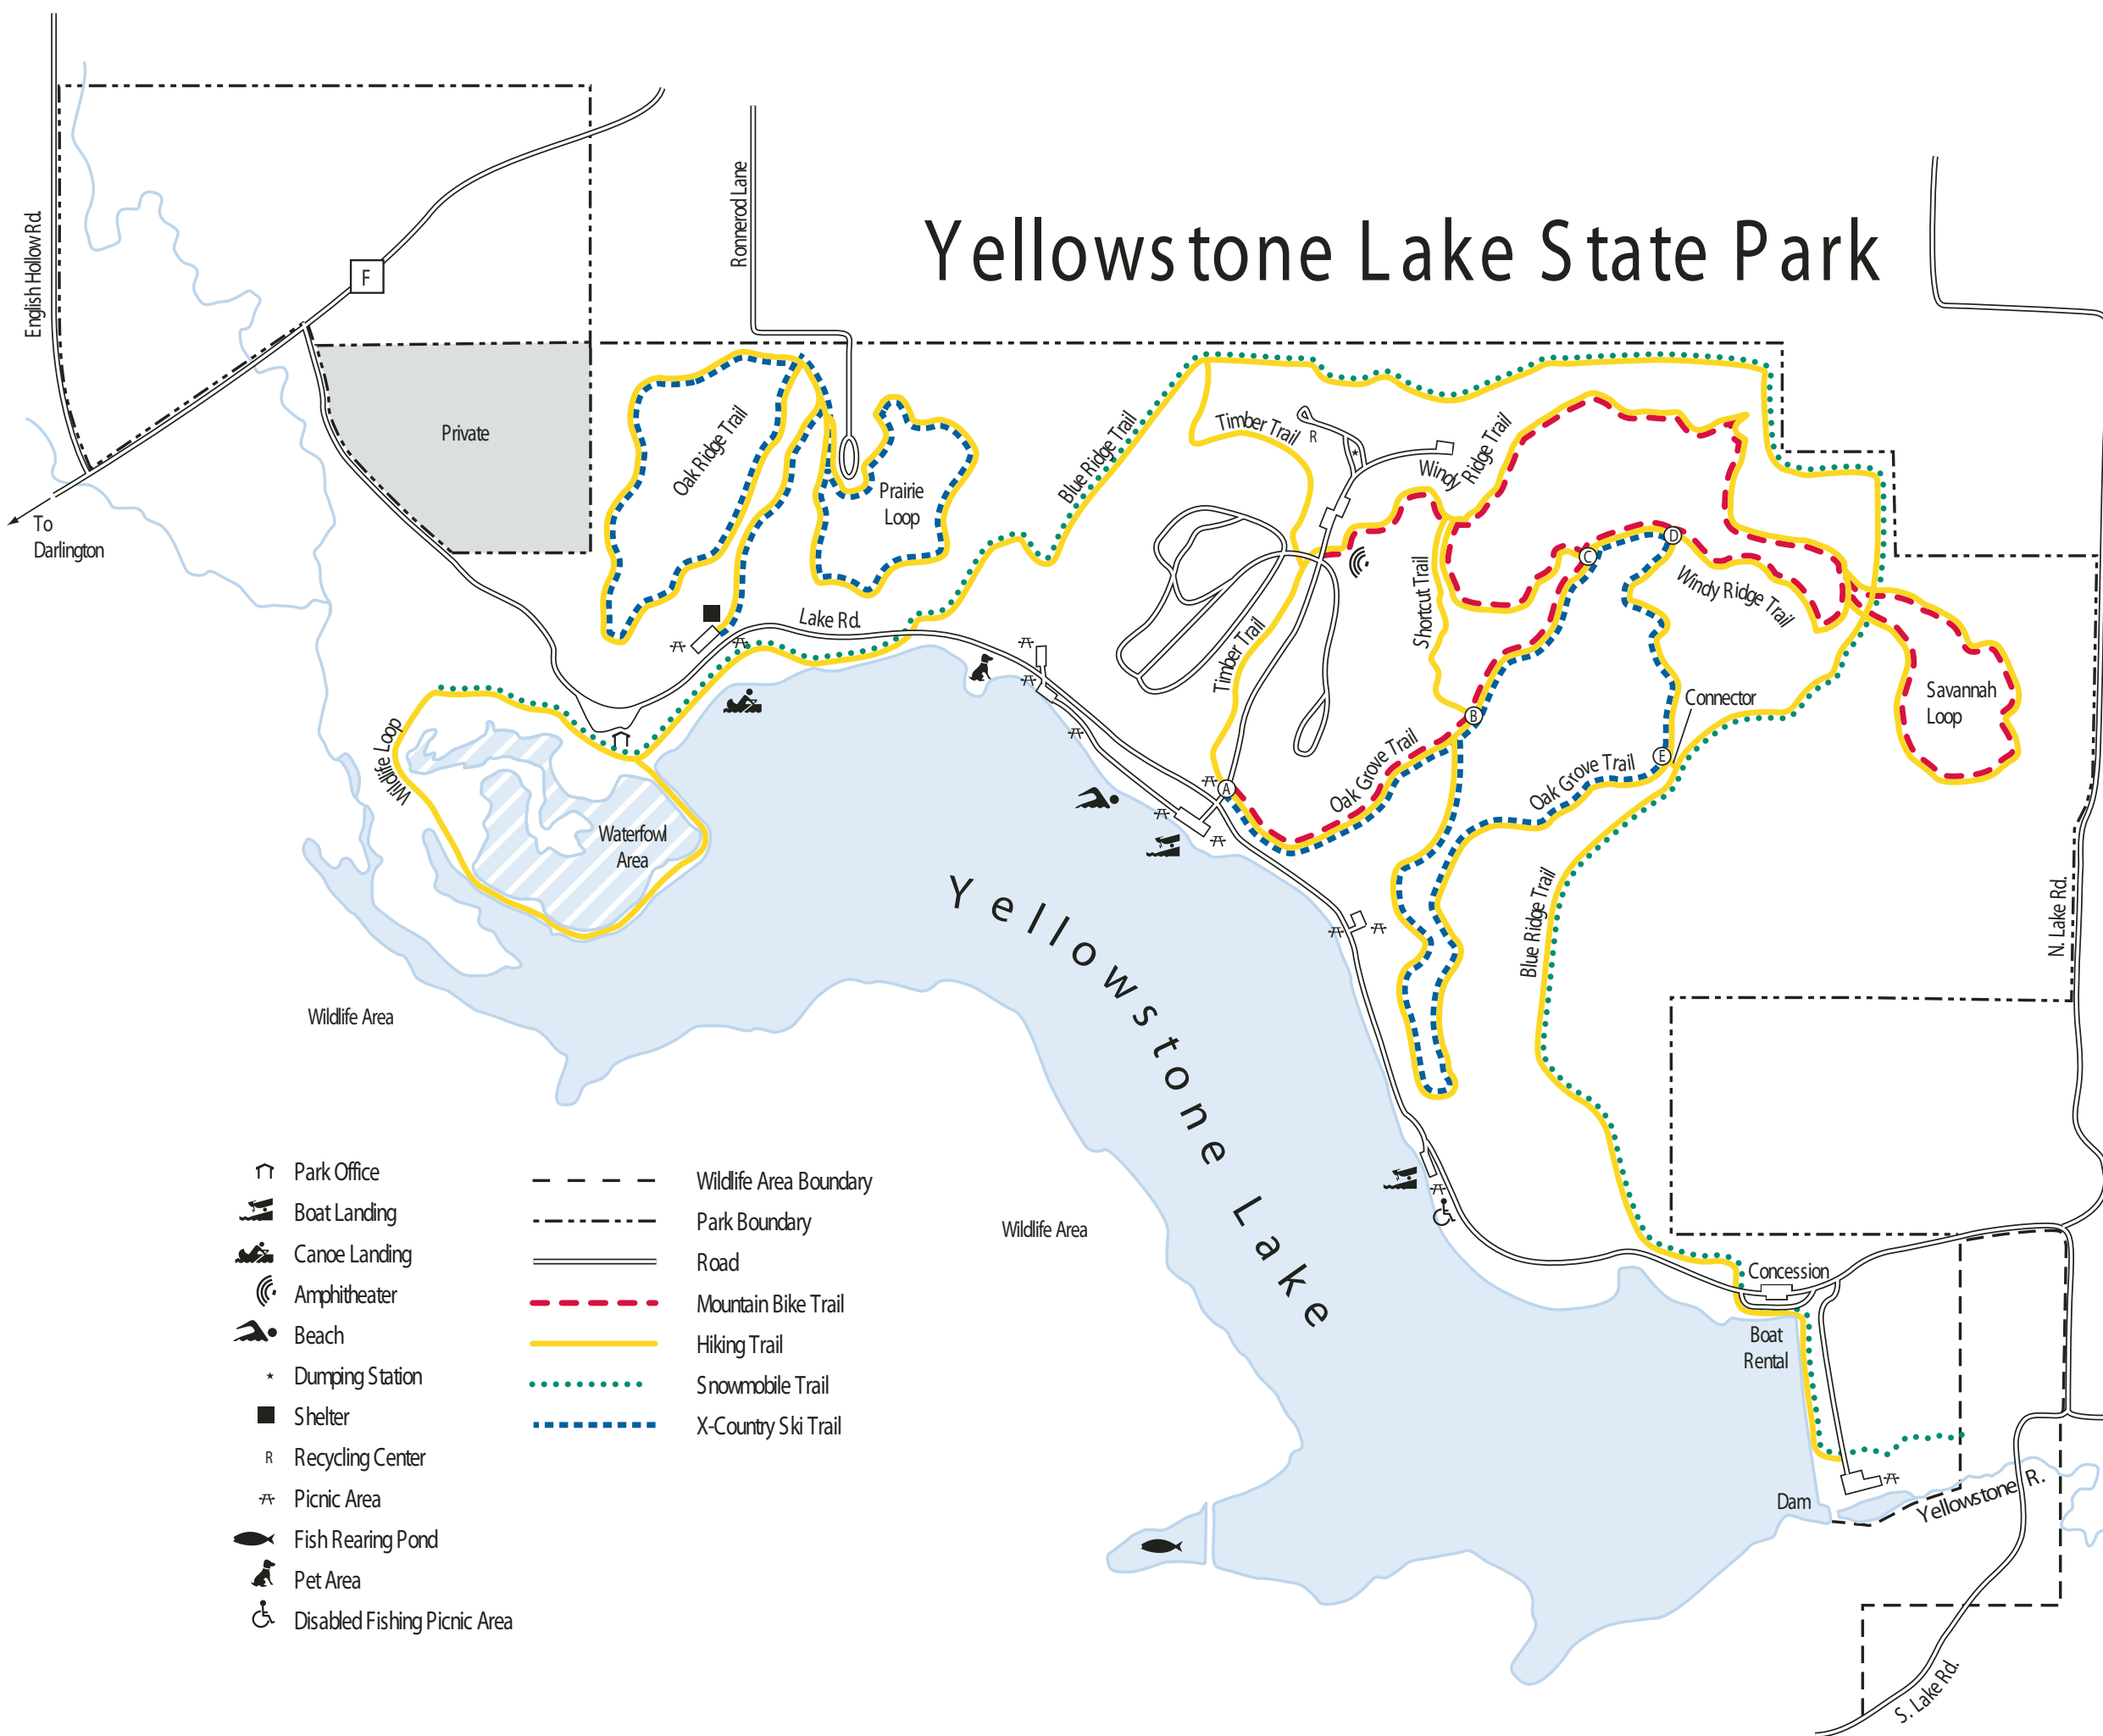 Yellowstone Lake State Park
English Hollow Rd.
F
Ronnerod Lane
Private
To
Darlington
Oak Ridge Trail
Prairie
Loop
Blue Ridge Trail
Timber Trail
R
Windy
Ridge Trail
Shortcut Trail
C
D
Windy Ridge Trail
Lake Rd.
Timber Trail
Savannah
Loop
Connector
B
E
Wildlife Loop
Oak Grove Trail
Oak Grove Trail
A
Waterfowl
Area
Yellowstone Lake
Blue Ridge Trail
N. Lake Rd.
Wildlife Area
Wildlife Area
Concession
Boat
Rental
Dam
Yellowstone R.
S. Lake Rd.
Park Office
Boat Landing
Canoe Landing
Amphitheater
Beach
Dumping Station
Shelter
R Recycling Center
Picnic Area
Fish Rearing Pond
Pet Area
Disabled Fishing Picnic Area
Wildlife Area Boundary
Park Boundary
Road
Mountain Bike Trail
Hiking Trail
Snowmobile Trail
X-Country Ski Trail